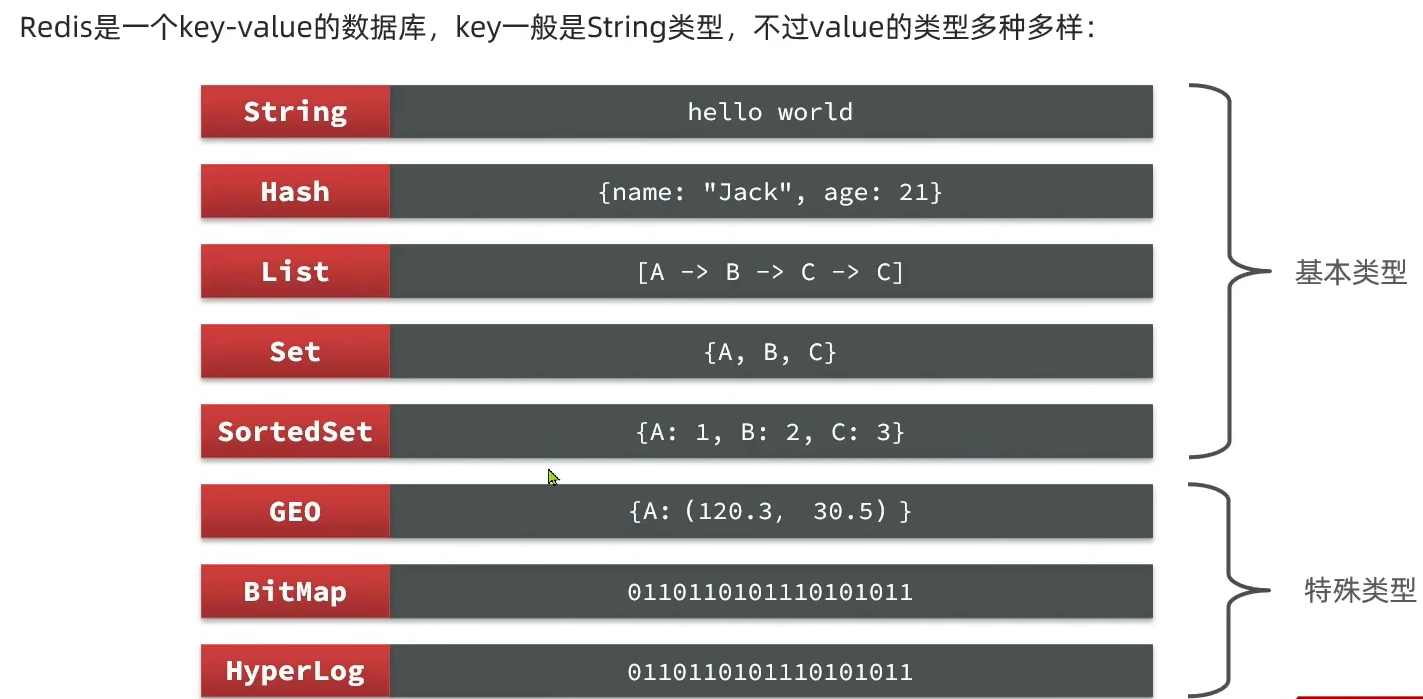 Redis是一个key-value的数据库，key一般是String类型，不过value的类型多种多样：
String hello world
Hash {name: "Jack", age: 21}
List [A -> B -> C -> C]
Set {A, B, C}
SortedSet {A: 1, B: 2, C: 3}
基本类型
GEO {A: (120.3, 30.5) }
BitMap 0110110101110101011
HyperLog 0110110101110101011
特殊类型